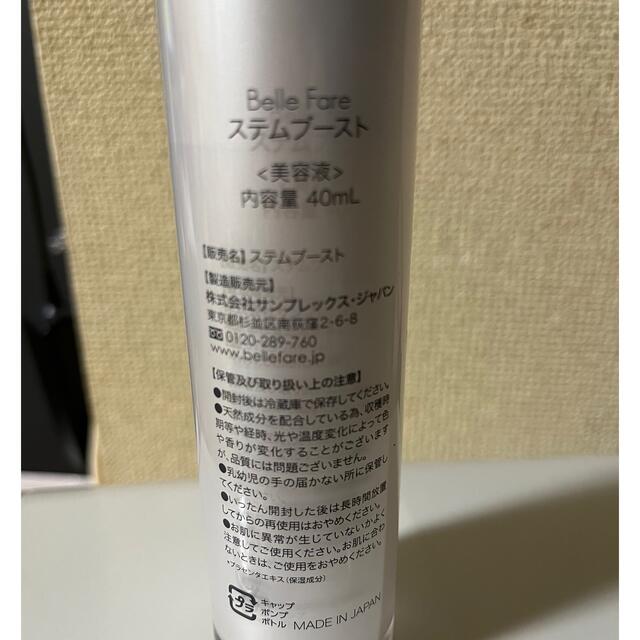 Belle Fare
ステムブースト
<美容液>
内容量 40mL
【販売名】ステムブースト
【製造販売元】
株式会社サンプレックス・ジャパン
東京都杉並区南荻窪2-6-8
0120-289-760
www.bellefare.jp
【保管及び取り扱い上の注意】
●開封後は冷蔵庫で保存してください。
●天然成分を配合している為、収穫時
期等や経時、光や温度変化によって色
や香りが変化することがございます
が、品質には問題ございません。
●乳幼児の手の届かない所に保管し
てください。
●いったん開封した後は長時間放置
してからの再使用はおやめください。
●お肌に異常が生じていないかよく
注意してご使用ください。お肌に合わ
ないときは、ご使用をおやめください。
*プラセンタエキス（保湿成分）
プラ
キャップ
ポンプ
ボトル
MADE IN JAPAN